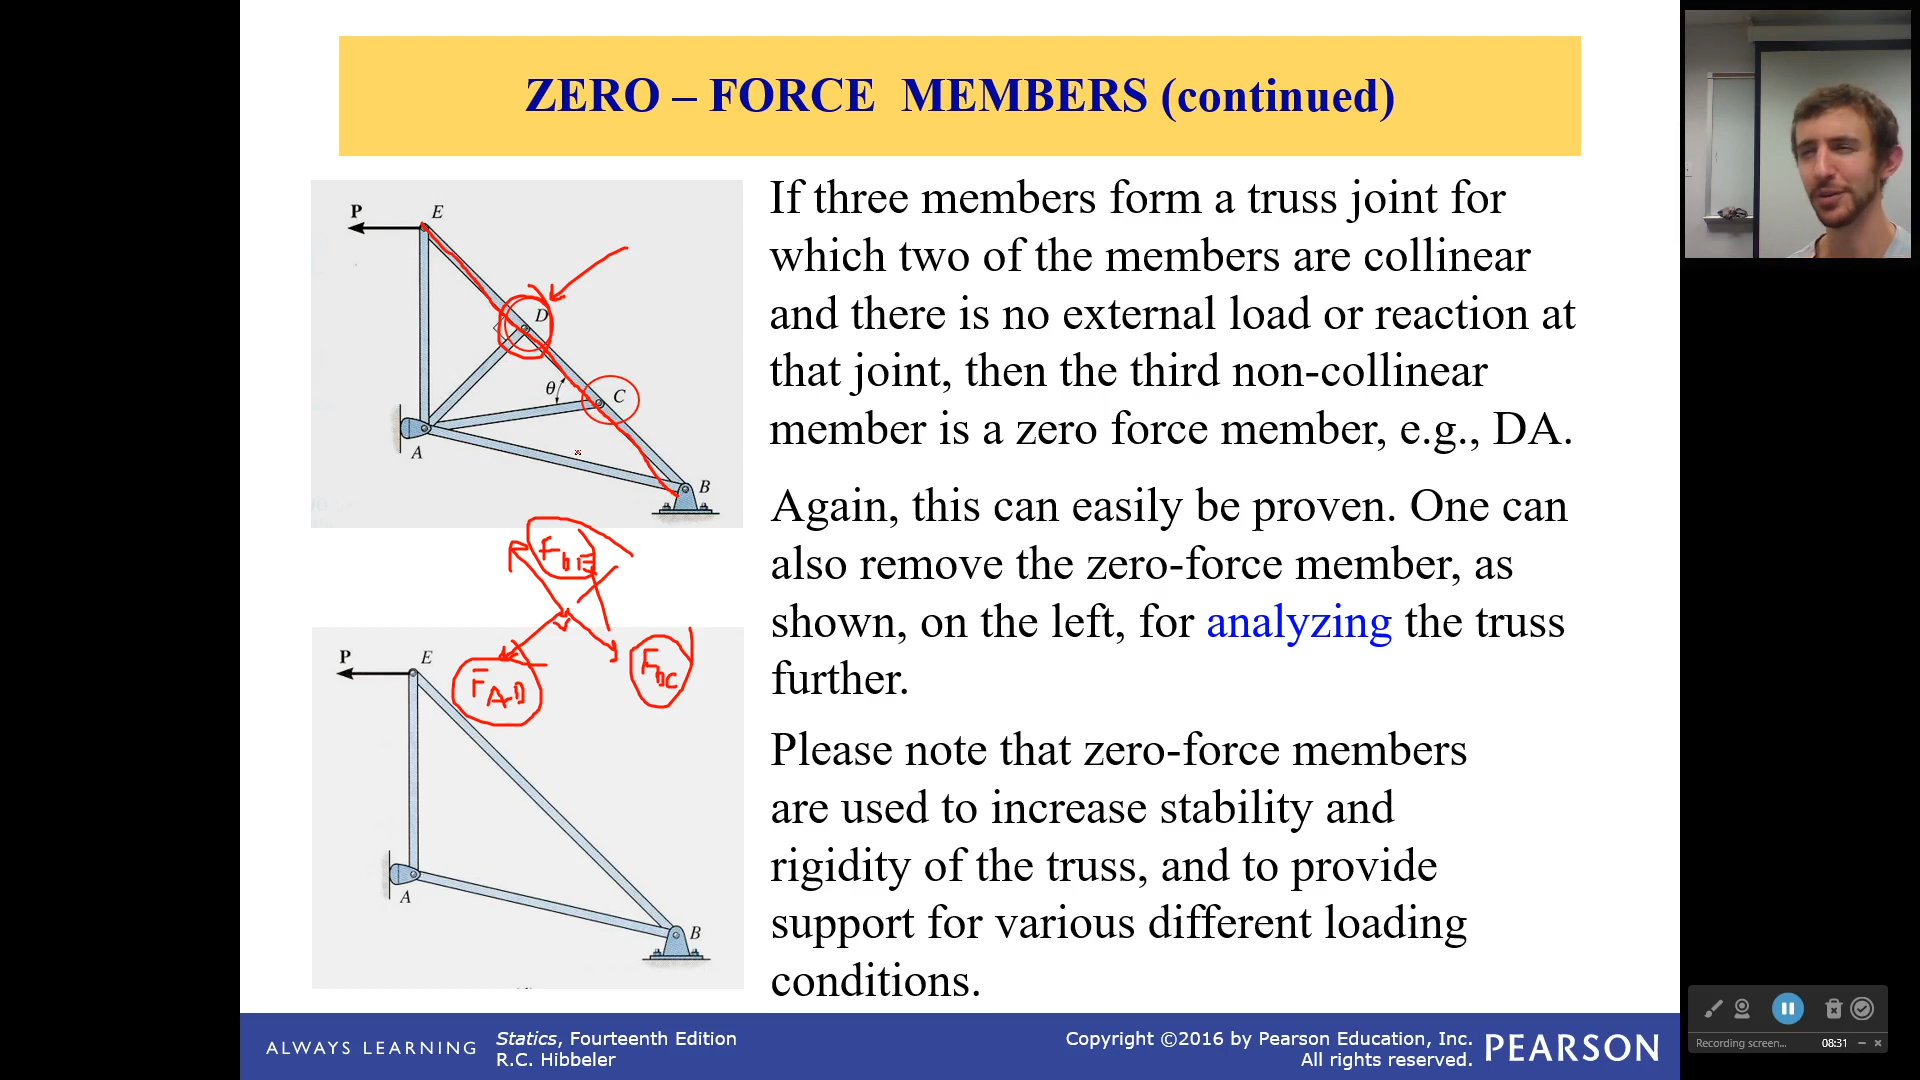 ZERO – FORCE MEMBERS (continued)
P
E
D
θ
C
A
B
If three members form a truss joint for
which two of the members are collinear
and there is no external load or reaction at
that joint, then the third non-collinear
member is a zero force member, e.g., DA.
Again, this can easily be proven. One can
also remove the zero-force member, as
shown, on the left, for analyzing the truss
further.
Please note that zero-force members
are used to increase stability and
rigidity of the truss, and to provide
support for various different loading
conditions.
F DE
F AD
F DC
P
E
A
B
ALWAYS LEARNING
Statics, Fourteenth Edition
R.C. Hibbeler
Copyright ©2016 by Pearson Education, Inc.
All rights reserved.
PEARSON
Recording screen...
08:31